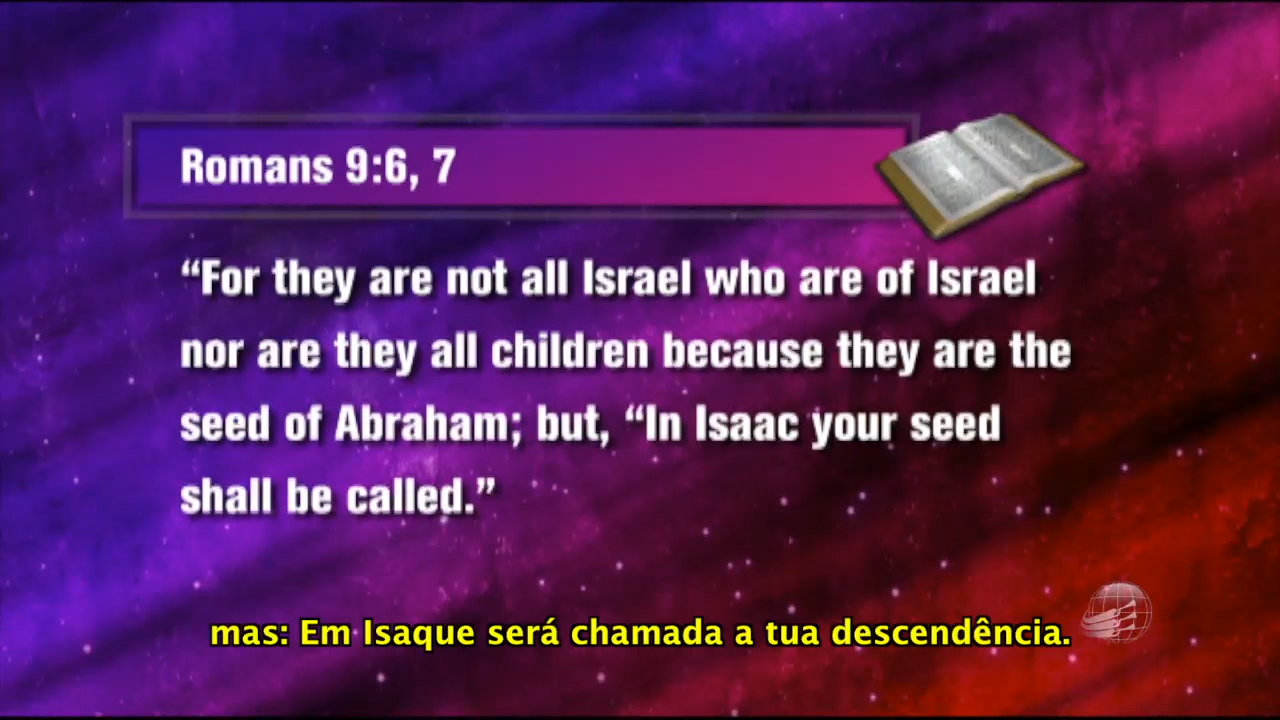 Romans 9:6, 7
“For they are not all Israel who are of Israel
nor are they all children because they are the
seed of Abraham; but, “In Isaac your seed
shall be called.”
mas: Em Isaque será chamada a tua descendência.